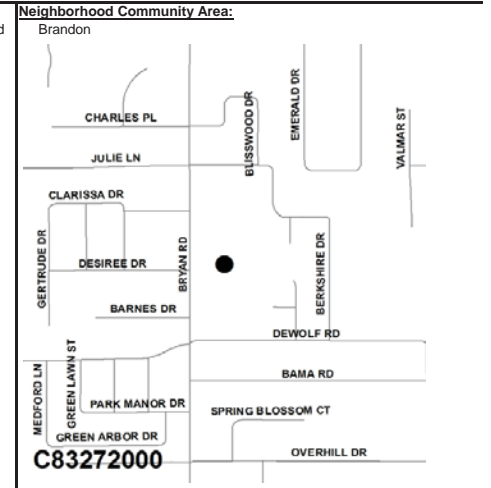 Neighborhood Community Area:
d
Brandon
CHARLES PL
BLISSWOOD DR
EMERALD DR
VALMAR ST
JULIE LN
CLARISSA DR
GERTRUDE DR
DESIREE DR
BRYAN RD
BERKSHIRE DR
BARNES DR
DEWOLF RD
MEDFORD LN
GREEN LAWN ST
BAMA RD
PARK MANOR DR
SPRING BLOSSOM CT
GREEN ARBOR DR
OVERHILL DR
C83272000